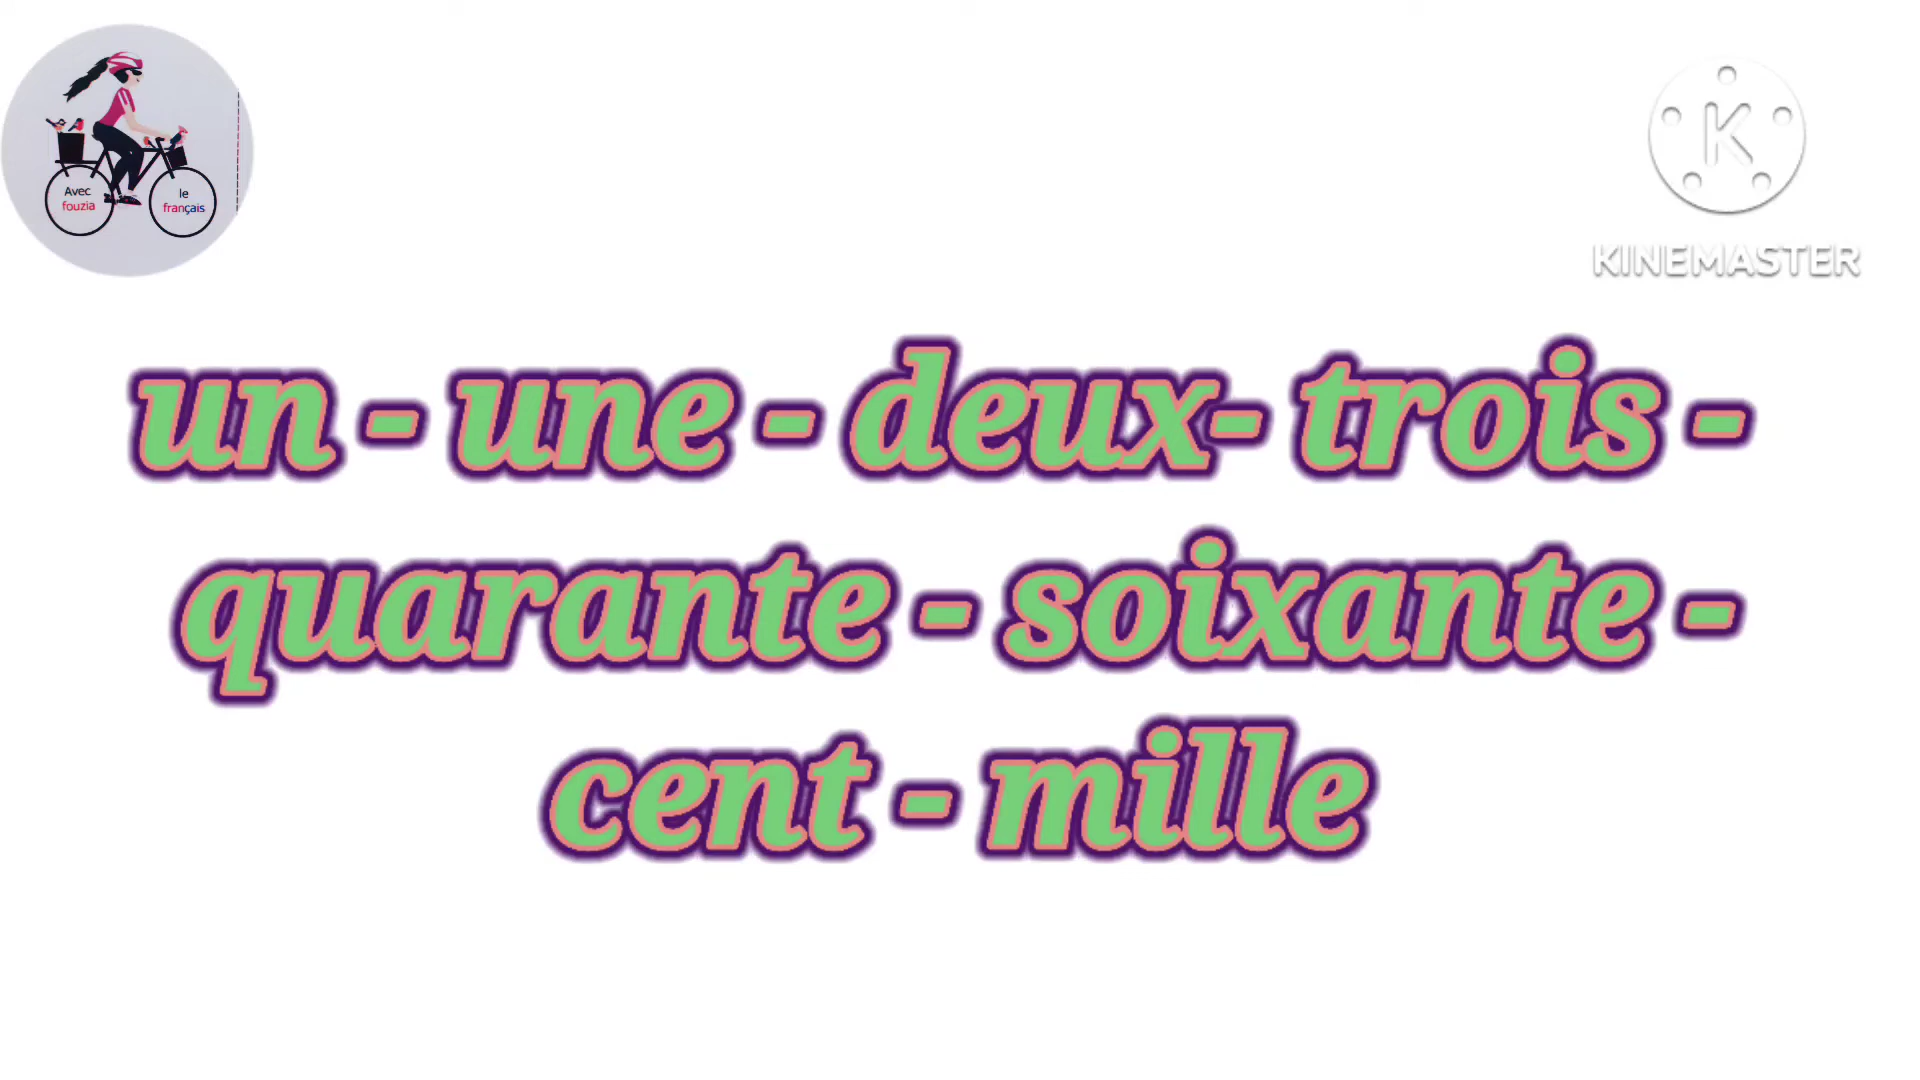 Avec
fouzia
le
français
KINEMASTER
un - une - deux- trois -
quarante - soixante -
cent - mille